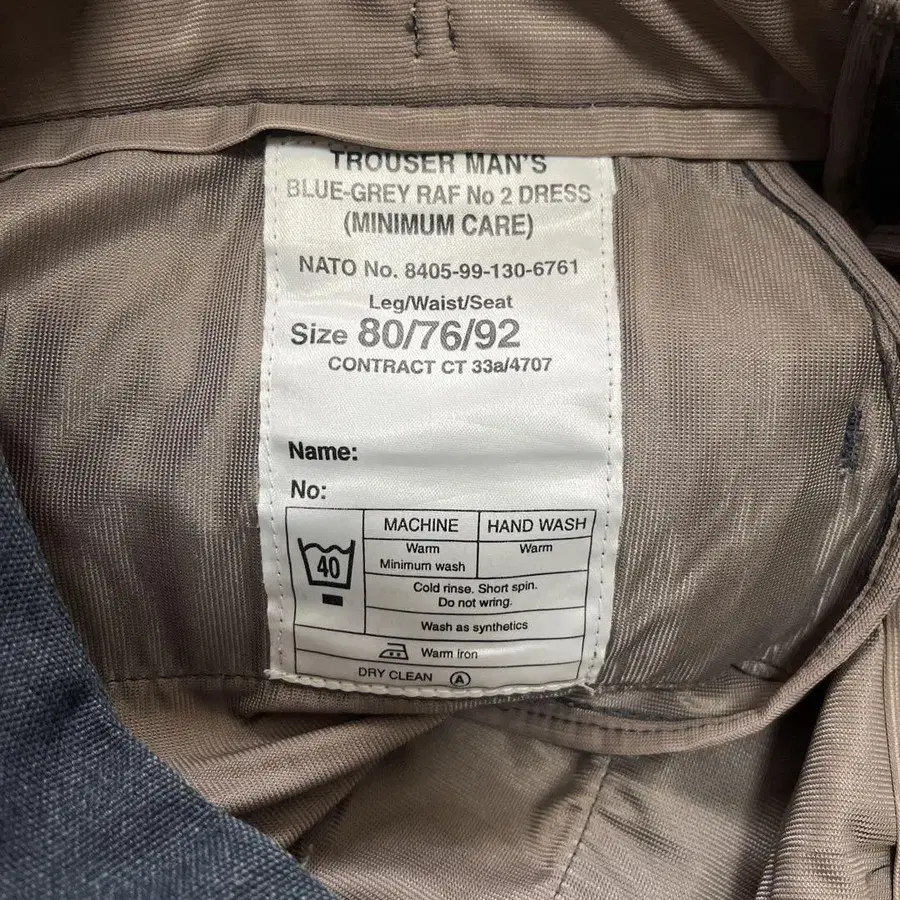 TROUSER MAN'S
BLUE-GREY RAF No 2 DRESS
(MINIMUM CARE)
NATO No. 8405-99-130-6761
Leg/Waist/Seat
Size 80/76/92
CONTRACT CT 33a/4707
Name:
No:
MACHINE HAND WASH
40
Warm Warm
Minimum wash
Cold rinse. Short spin.
Do not wring.
Wash as synthetics
Warm iron
DRY CLEAN A